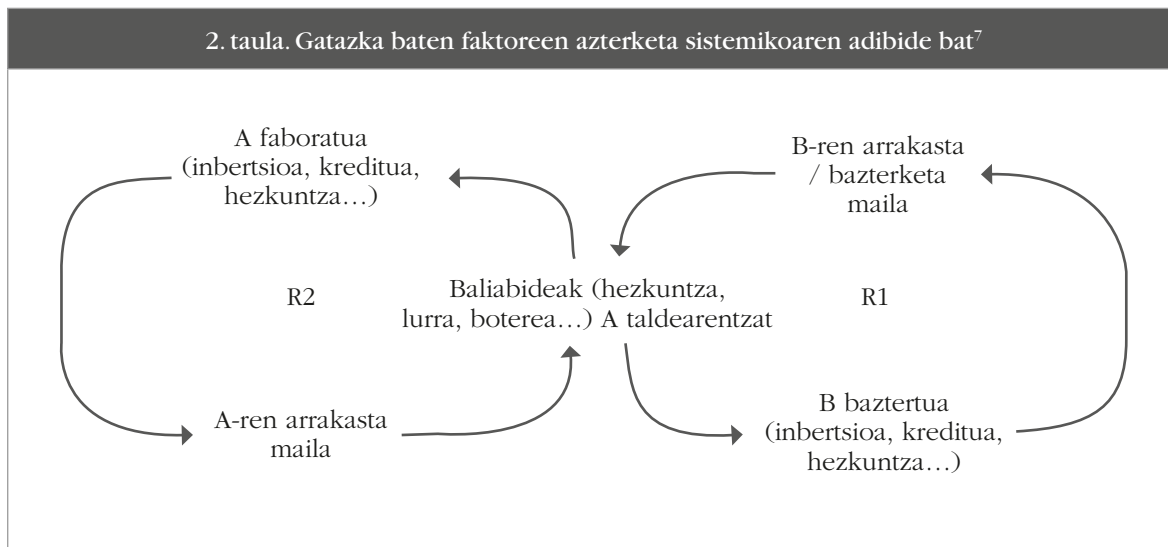 2. taula. Gatazka baten faktoreen azterketa sistemikoaren adibide bat7
A faboratua
(inbertsioa, kreditua,
hezkuntza…)
B-ren arrakasta
/ bazterketa
maila
R2
Baliabideak (hezkuntza,
lurra, boterea…) A taldearentzat
R1
A-ren arrakasta
maila
B baztertua
(inbertsioa, kreditua,
hezkuntza…)